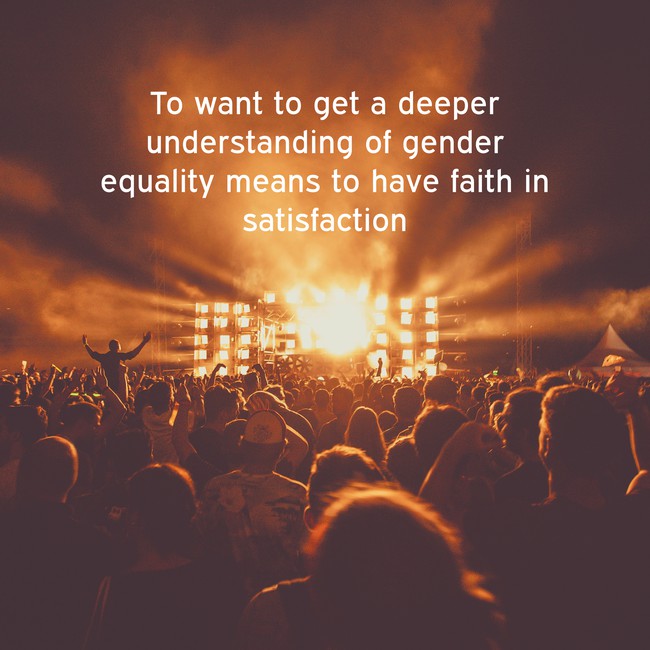 To want to get a deeper
understanding of gender
equality means to have faith in
satisfaction